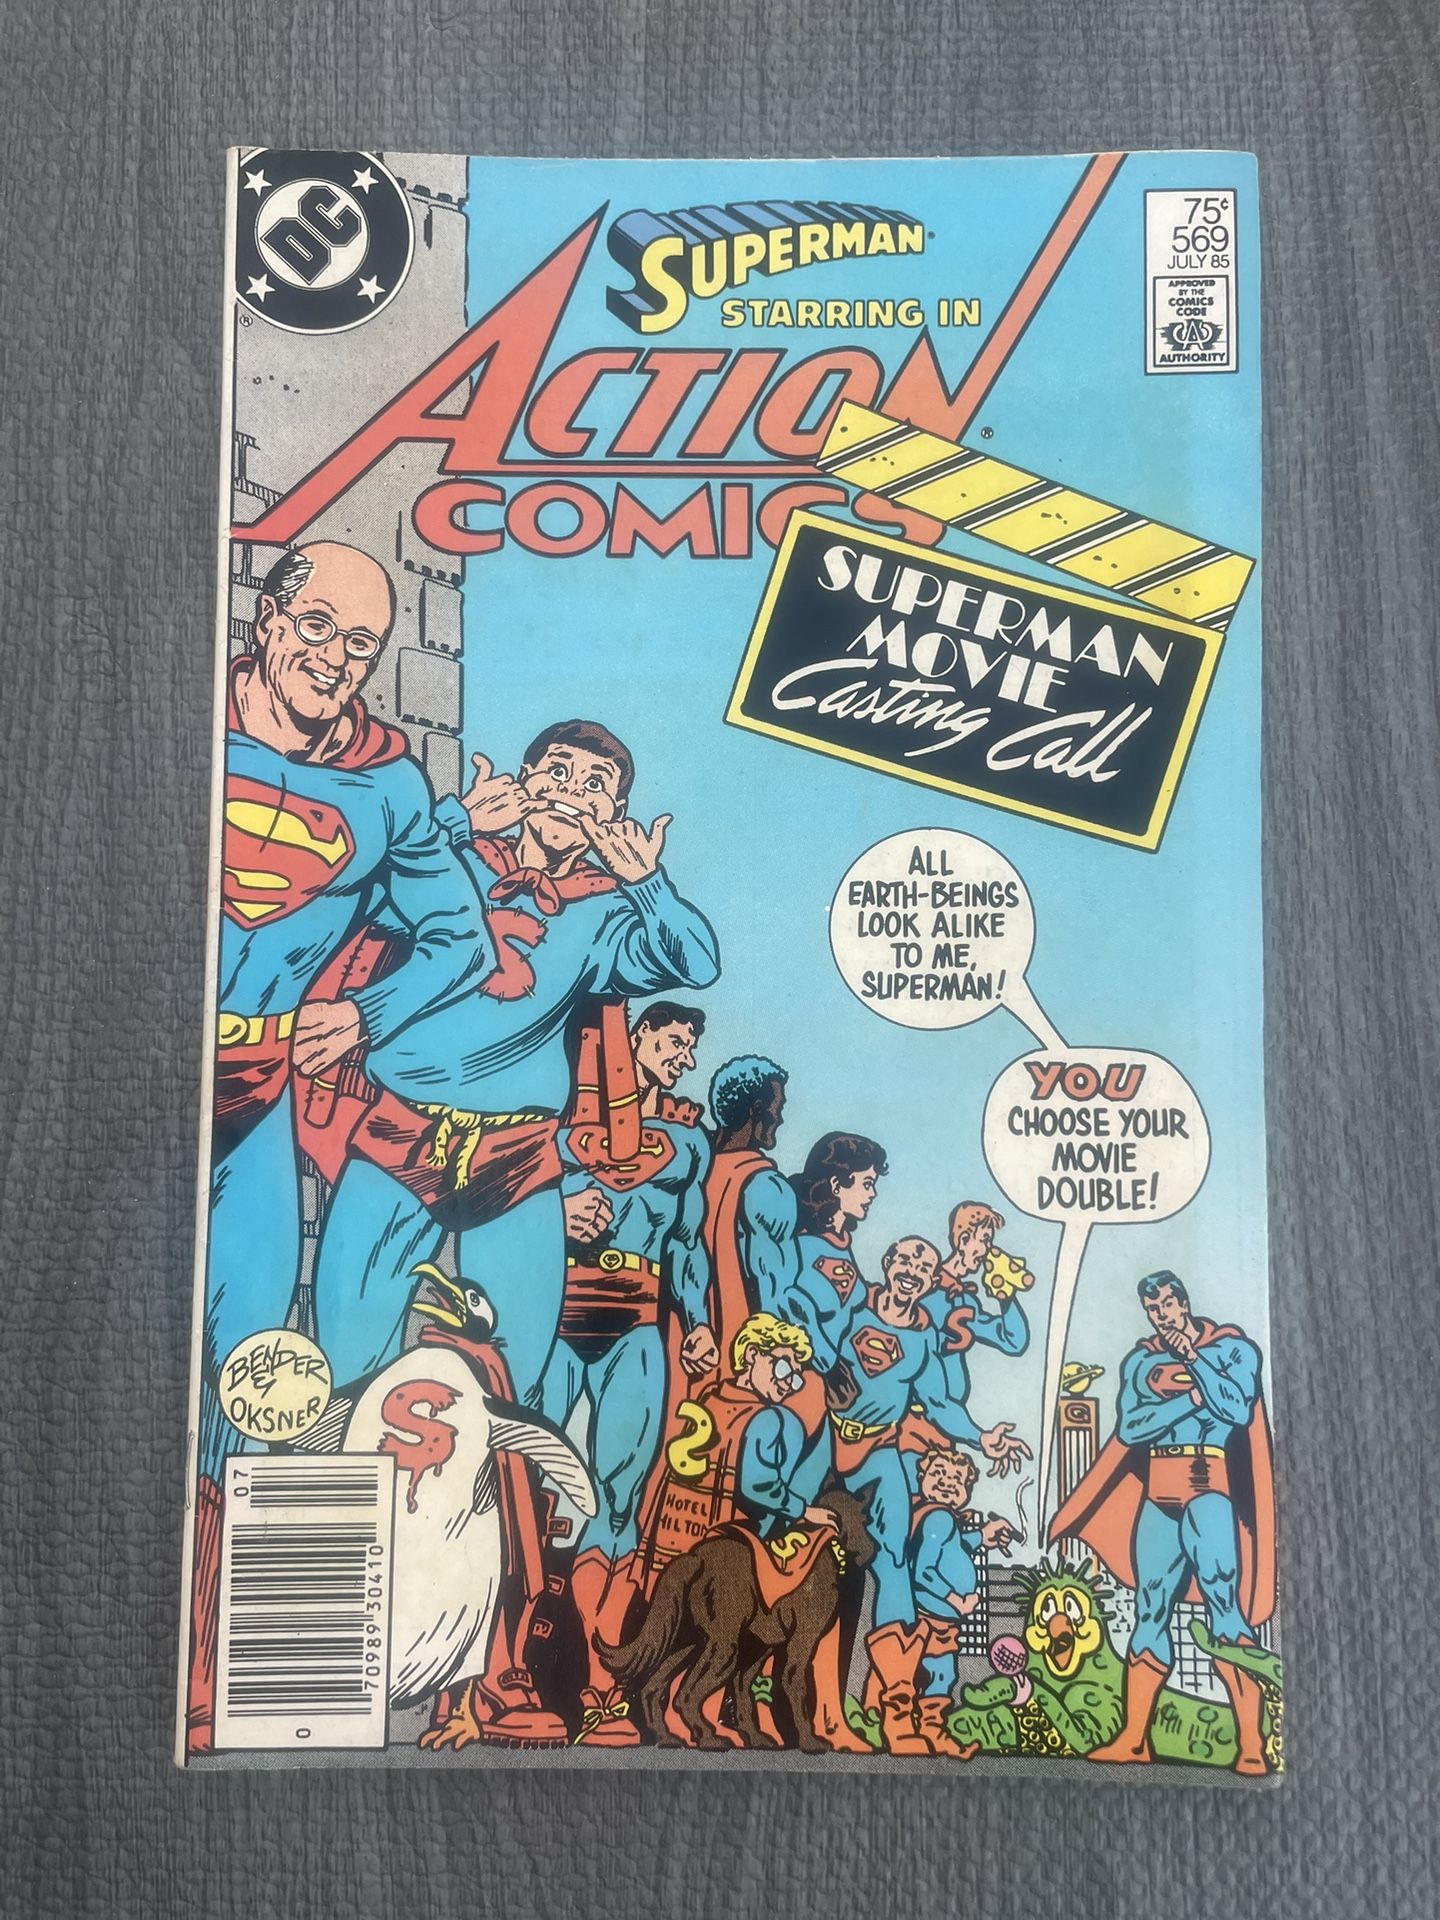 DC
®
SUPERMAN
STARRING IN
ACTION
®
COMICS
75¢
569
JULY 85
APPROVED
BY THE
COMICS
CODE
CA
AUTHORITY
SUPERMAN
MOVIE
Casting Call
ALL
EARTH-BEINGS
LOOK ALIKE
TO ME,
SUPERMAN!
YOU
CHOOSE YOUR
MOVIE
DOUBLE!
S
S
S
S
S
S
S
2
HOTEL
HILTON
S
G
BENDER
&
OKSNER
07
70989 30410
0